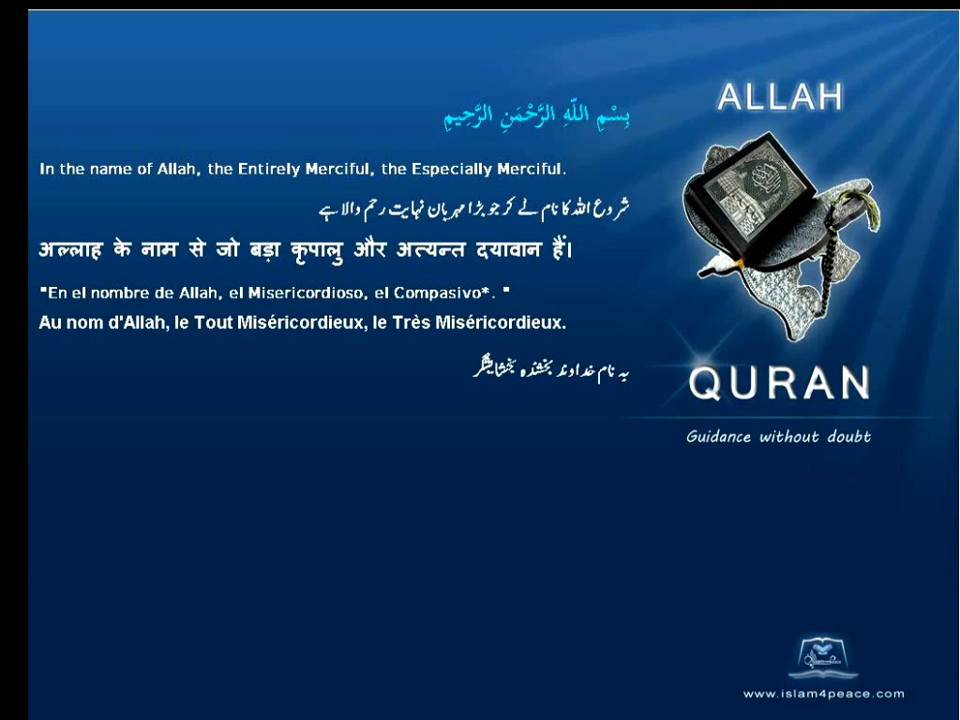 بِسْمِ اللّهِ الرَّحْمَنِ الرَّحِيمِ
In the name of Allah, the Entirely Merciful, the Especially Merciful.
شروع الله کا نام لے کر جو بڑا مہربان نہایت رحم والا ہے
अल्लाह के नाम से जो बड़ा कृपालु और अत्यन्त दयावान हैं।
"En el nombre de Allah, el Misericordioso, el Compasivo*. "
Au nom d'Allah, le Tout Miséricordieux, le Très Miséricordieux.
به نام خداوند بخشنده بخشایشگر
ALLAH
QURAN
Guidance without doubt
www.islam4peace.com